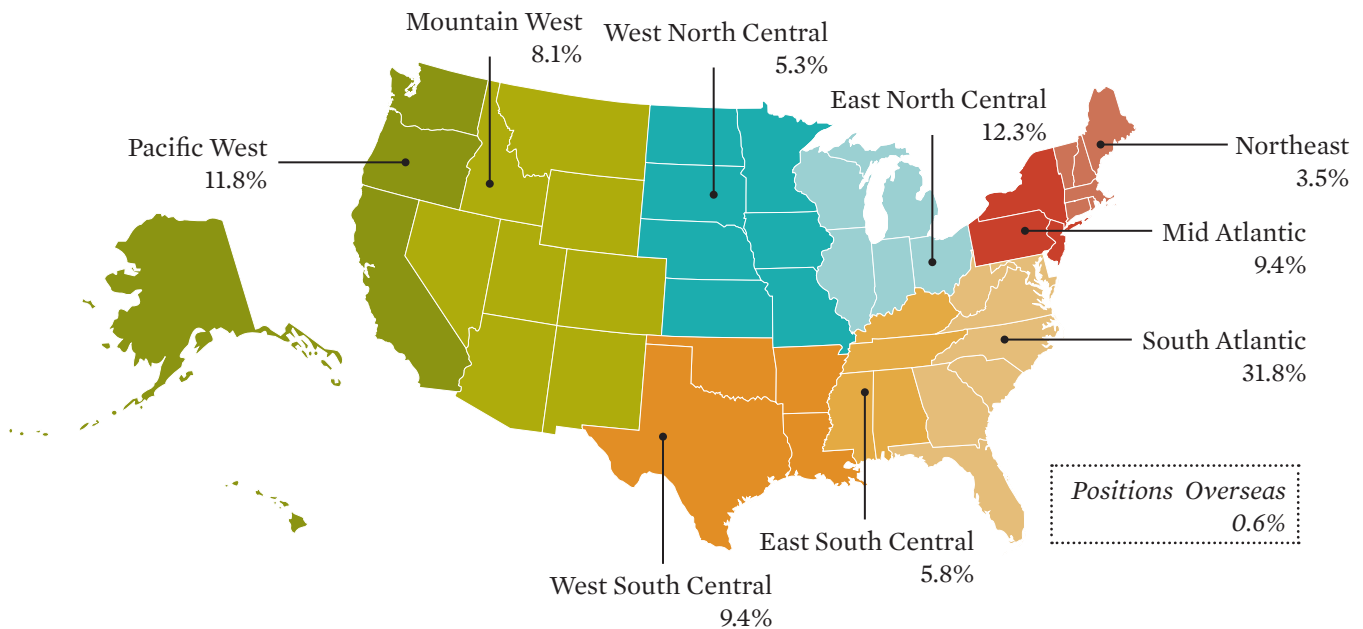 Mountain West
8.1%
West North Central
5.3%
East North Central
12.3%
Pacific West
11.8%
Northeast
3.5%
Mid Atlantic
9.4%
South Atlantic
31.8%
Positions Overseas
0.6%
East South Central
5.8%
West South Central
9.4%